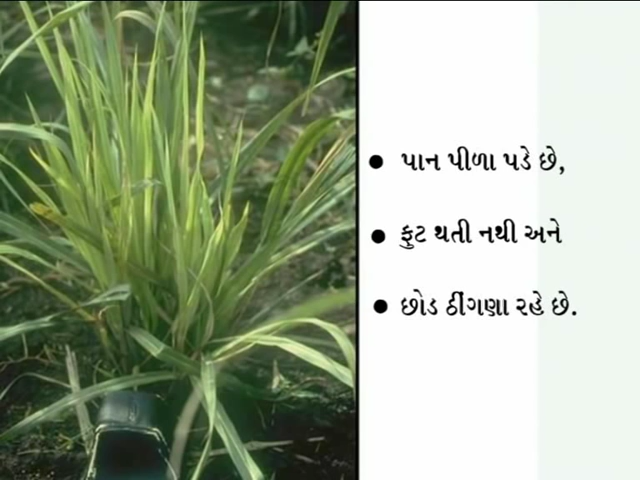 • પાન પીળા પડે છે,
• ફુટ થતી નથી અને
• છોડ ઠીંગણા રહે છે.